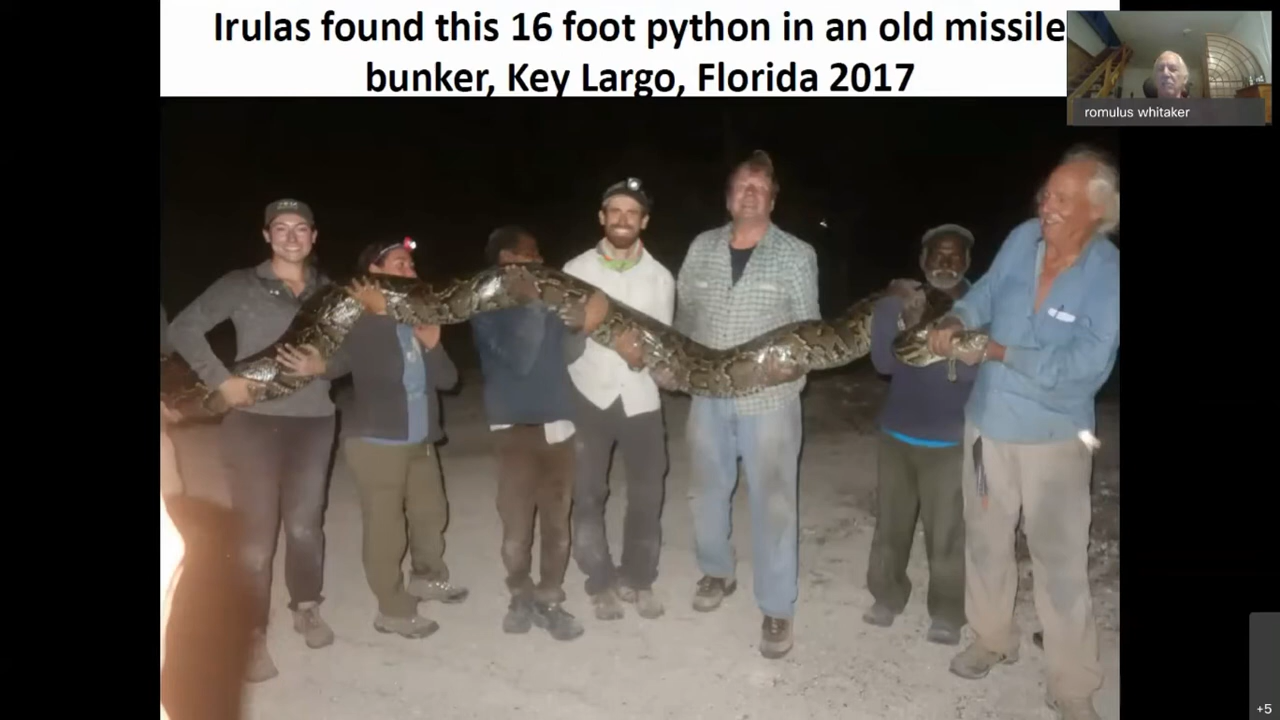 Irulas found this 16 foot python in an old missile
bunker, Key Largo, Florida 2017
romulus whitaker
+5